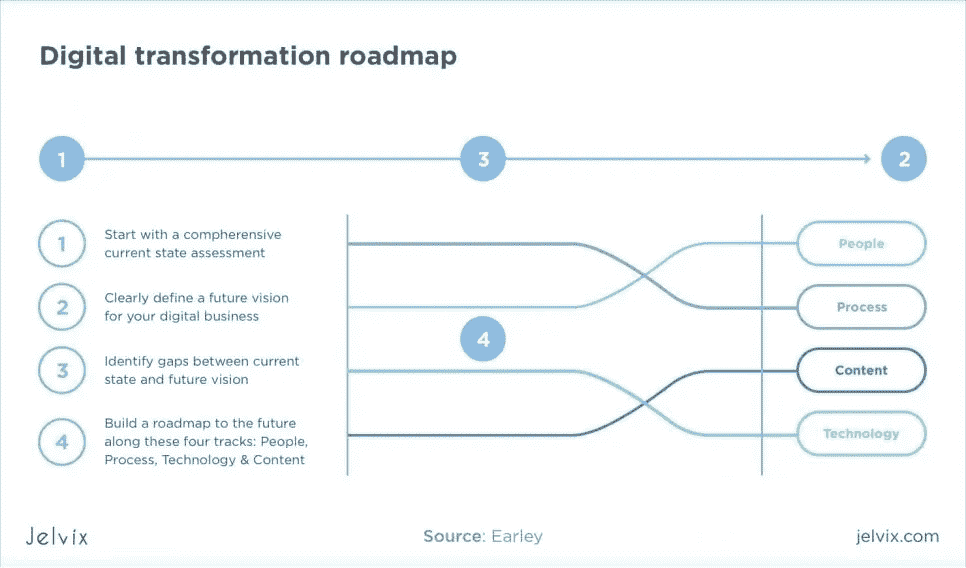 Digital transformation roadmap
1
3
2
1
Start with a compherensive
current state assessment
2
Clearly define a future vision
for your digital business
3
Identify gaps between current
state and future vision
4
Build a roadmap to the future
along these four tracks: People,
Process, Technology & Content
4
People
Process
Content
Technology
Jelvix
Source: Earley
jelvix.com